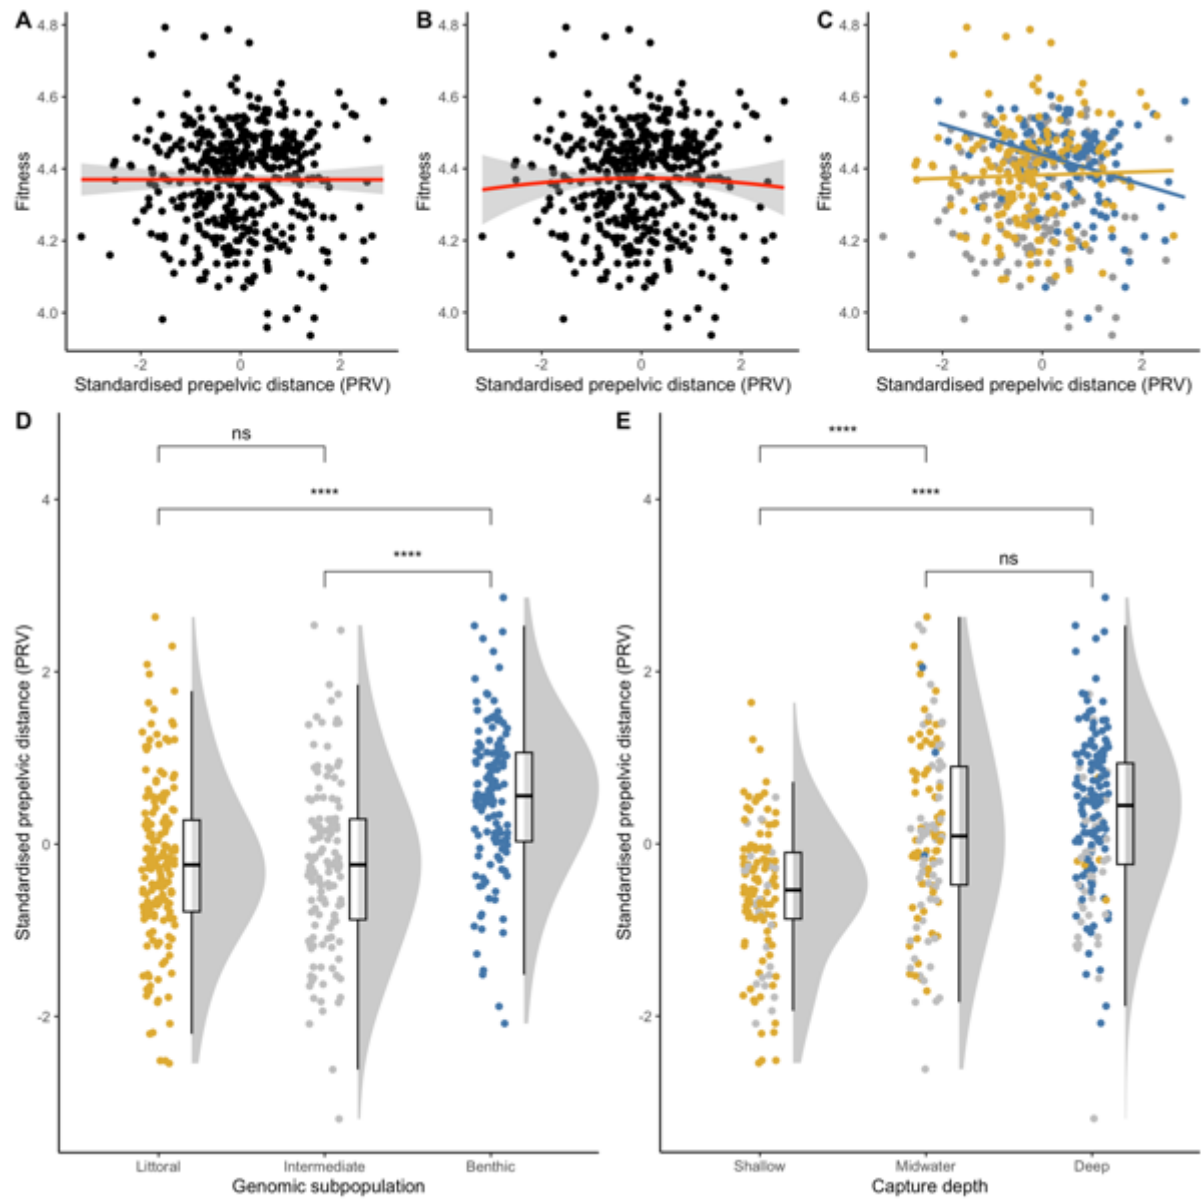 A
B
C
4.8
4.6
4.4
4.2
4.0
Fitness
-2
0
2
Standardised prepelvic distance (PRV)
4.8
4.6
4.4
4.2
4.0
Fitness
-2
0
2
Standardised prepelvic distance (PRV)
4.8
4.6
4.4
4.2
4.0
Fitness
-2
0
2
Standardised prepelvic distance (PRV)
D
ns
****
****
4
2
0
-2
Standardised prepelvic distance (PRV)
Littoral
Intermediate
Benthic
Genomic subpopulation
E
****
****
ns
4
2
0
-2
Standardised prepelvic distance (PRV)
Shallow
Midwater
Deep
Capture depth